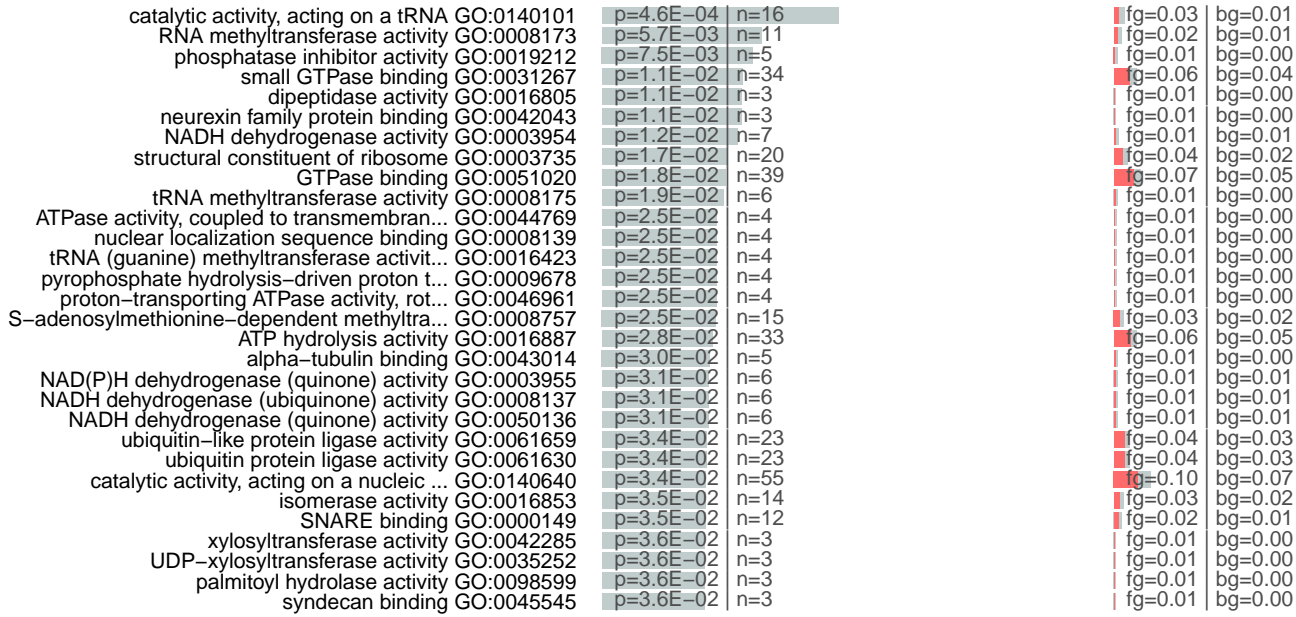 catalytic activity, acting on a tRNA GO:0140101 p=4.6E−04 | n=16 fg=0.03 | bg=0.01
RNA methyltransferase activity GO:0008173 p=5.7E−03 | n=11 fg=0.02 | bg=0.01
phosphatase inhibitor activity GO:0019212 p=7.5E−03 | n=5 fg=0.01 | bg=0.00
small GTPase binding GO:0031267 p=1.1E−02 | n=34 fg=0.06 | bg=0.04
dipeptidase activity GO:0016805 p=1.1E−02 | n=3 fg=0.01 | bg=0.00
neurexin family protein binding GO:0042043 p=1.1E−02 | n=3 fg=0.01 | bg=0.00
NADH dehydrogenase activity GO:0003954 p=1.2E−02 | n=7 fg=0.01 | bg=0.01
structural constituent of ribosome GO:0003735 p=1.7E−02 | n=20 fg=0.04 | bg=0.02
GTPase binding GO:0051020 p=1.8E−02 | n=39 fg=0.07 | bg=0.05
tRNA methyltransferase activity GO:0008175 p=1.9E−02 | n=6 fg=0.01 | bg=0.00
ATPase activity, coupled to transmembran... GO:0044769 p=2.5E−02 | n=4 fg=0.01 | bg=0.00
nuclear localization sequence binding GO:0008139 p=2.5E−02 | n=4 fg=0.01 | bg=0.00
tRNA (guanine) methyltransferase activit... GO:0016423 p=2.5E−02 | n=4 fg=0.01 | bg=0.00
pyrophosphate hydrolysis−driven proton t... GO:0009678 p=2.5E−02 | n=4 fg=0.01 | bg=0.00
proton−transporting ATPase activity, rot... GO:0046961 p=2.5E−02 | n=4 fg=0.01 | bg=0.00
S−adenosylmethionine−dependent methyltra... GO:0008757 p=2.5E−02 | n=15 fg=0.03 | bg=0.02
ATP hydrolysis activity GO:0016887 p=2.8E−02 | n=33 fg=0.06 | bg=0.05
alpha−tubulin binding GO:0043014 p=3.0E−02 | n=5 fg=0.01 | bg=0.00
NAD(P)H dehydrogenase (quinone) activity GO:0003955 p=3.1E−02 | n=6 fg=0.01 | bg=0.01
NADH dehydrogenase (ubiquinone) activity GO:0008137 p=3.1E−02 | n=6 fg=0.01 | bg=0.01
NADH dehydrogenase (quinone) activity GO:0050136 p=3.1E−02 | n=6 fg=0.01 | bg=0.01
ubiquitin−like protein ligase activity GO:0061659 p=3.4E−02 | n=23 fg=0.04 | bg=0.03
ubiquitin protein ligase activity GO:0061630 p=3.4E−02 | n=23 fg=0.04 | bg=0.03
catalytic activity, acting on a nucleic ... GO:0140640 p=3.4E−02 | n=55 fg=0.10 | bg=0.07
isomerase activity GO:0016853 p=3.5E−02 | n=14 fg=0.03 | bg=0.02
SNARE binding GO:0000149 p=3.5E−02 | n=12 fg=0.02 | bg=0.01
xylosyltransferase activity GO:0042285 p=3.6E−02 | n=3 fg=0.01 | bg=0.00
UDP−xylosyltransferase activity GO:0035252 p=3.6E−02 | n=3 fg=0.01 | bg=0.00
palmitoyl hydrolase activity GO:0098599 p=3.6E−02 | n=3 fg=0.01 | bg=0.00
syndecan binding GO:0045545 p=3.6E−02 | n=3 fg=0.01 | bg=0.00